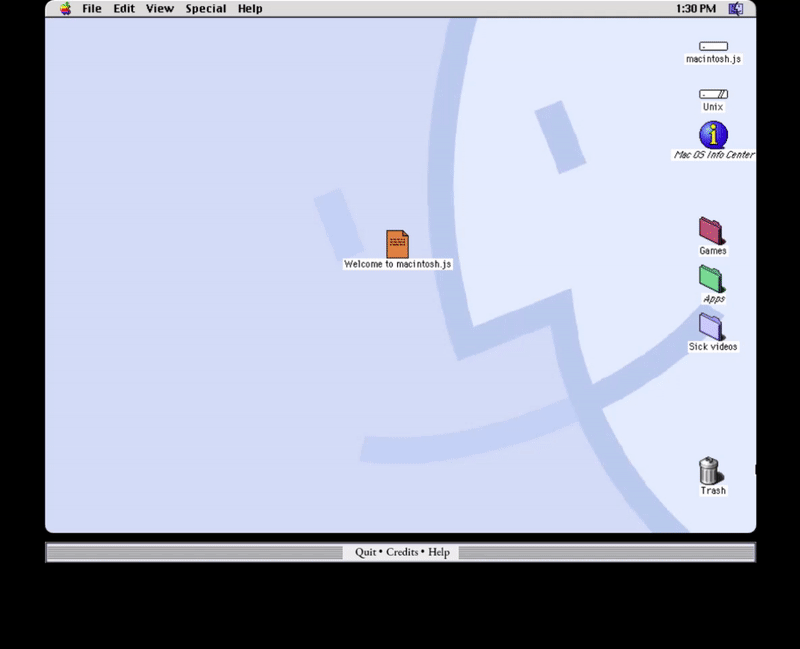 File Edit View Special Help 1:30 PM
macintosh.js
Unix
Mac OS Info Center
Welcome to macintosh.js
Games
Apps
Sick videos
Trash
Quit • Credits • Help